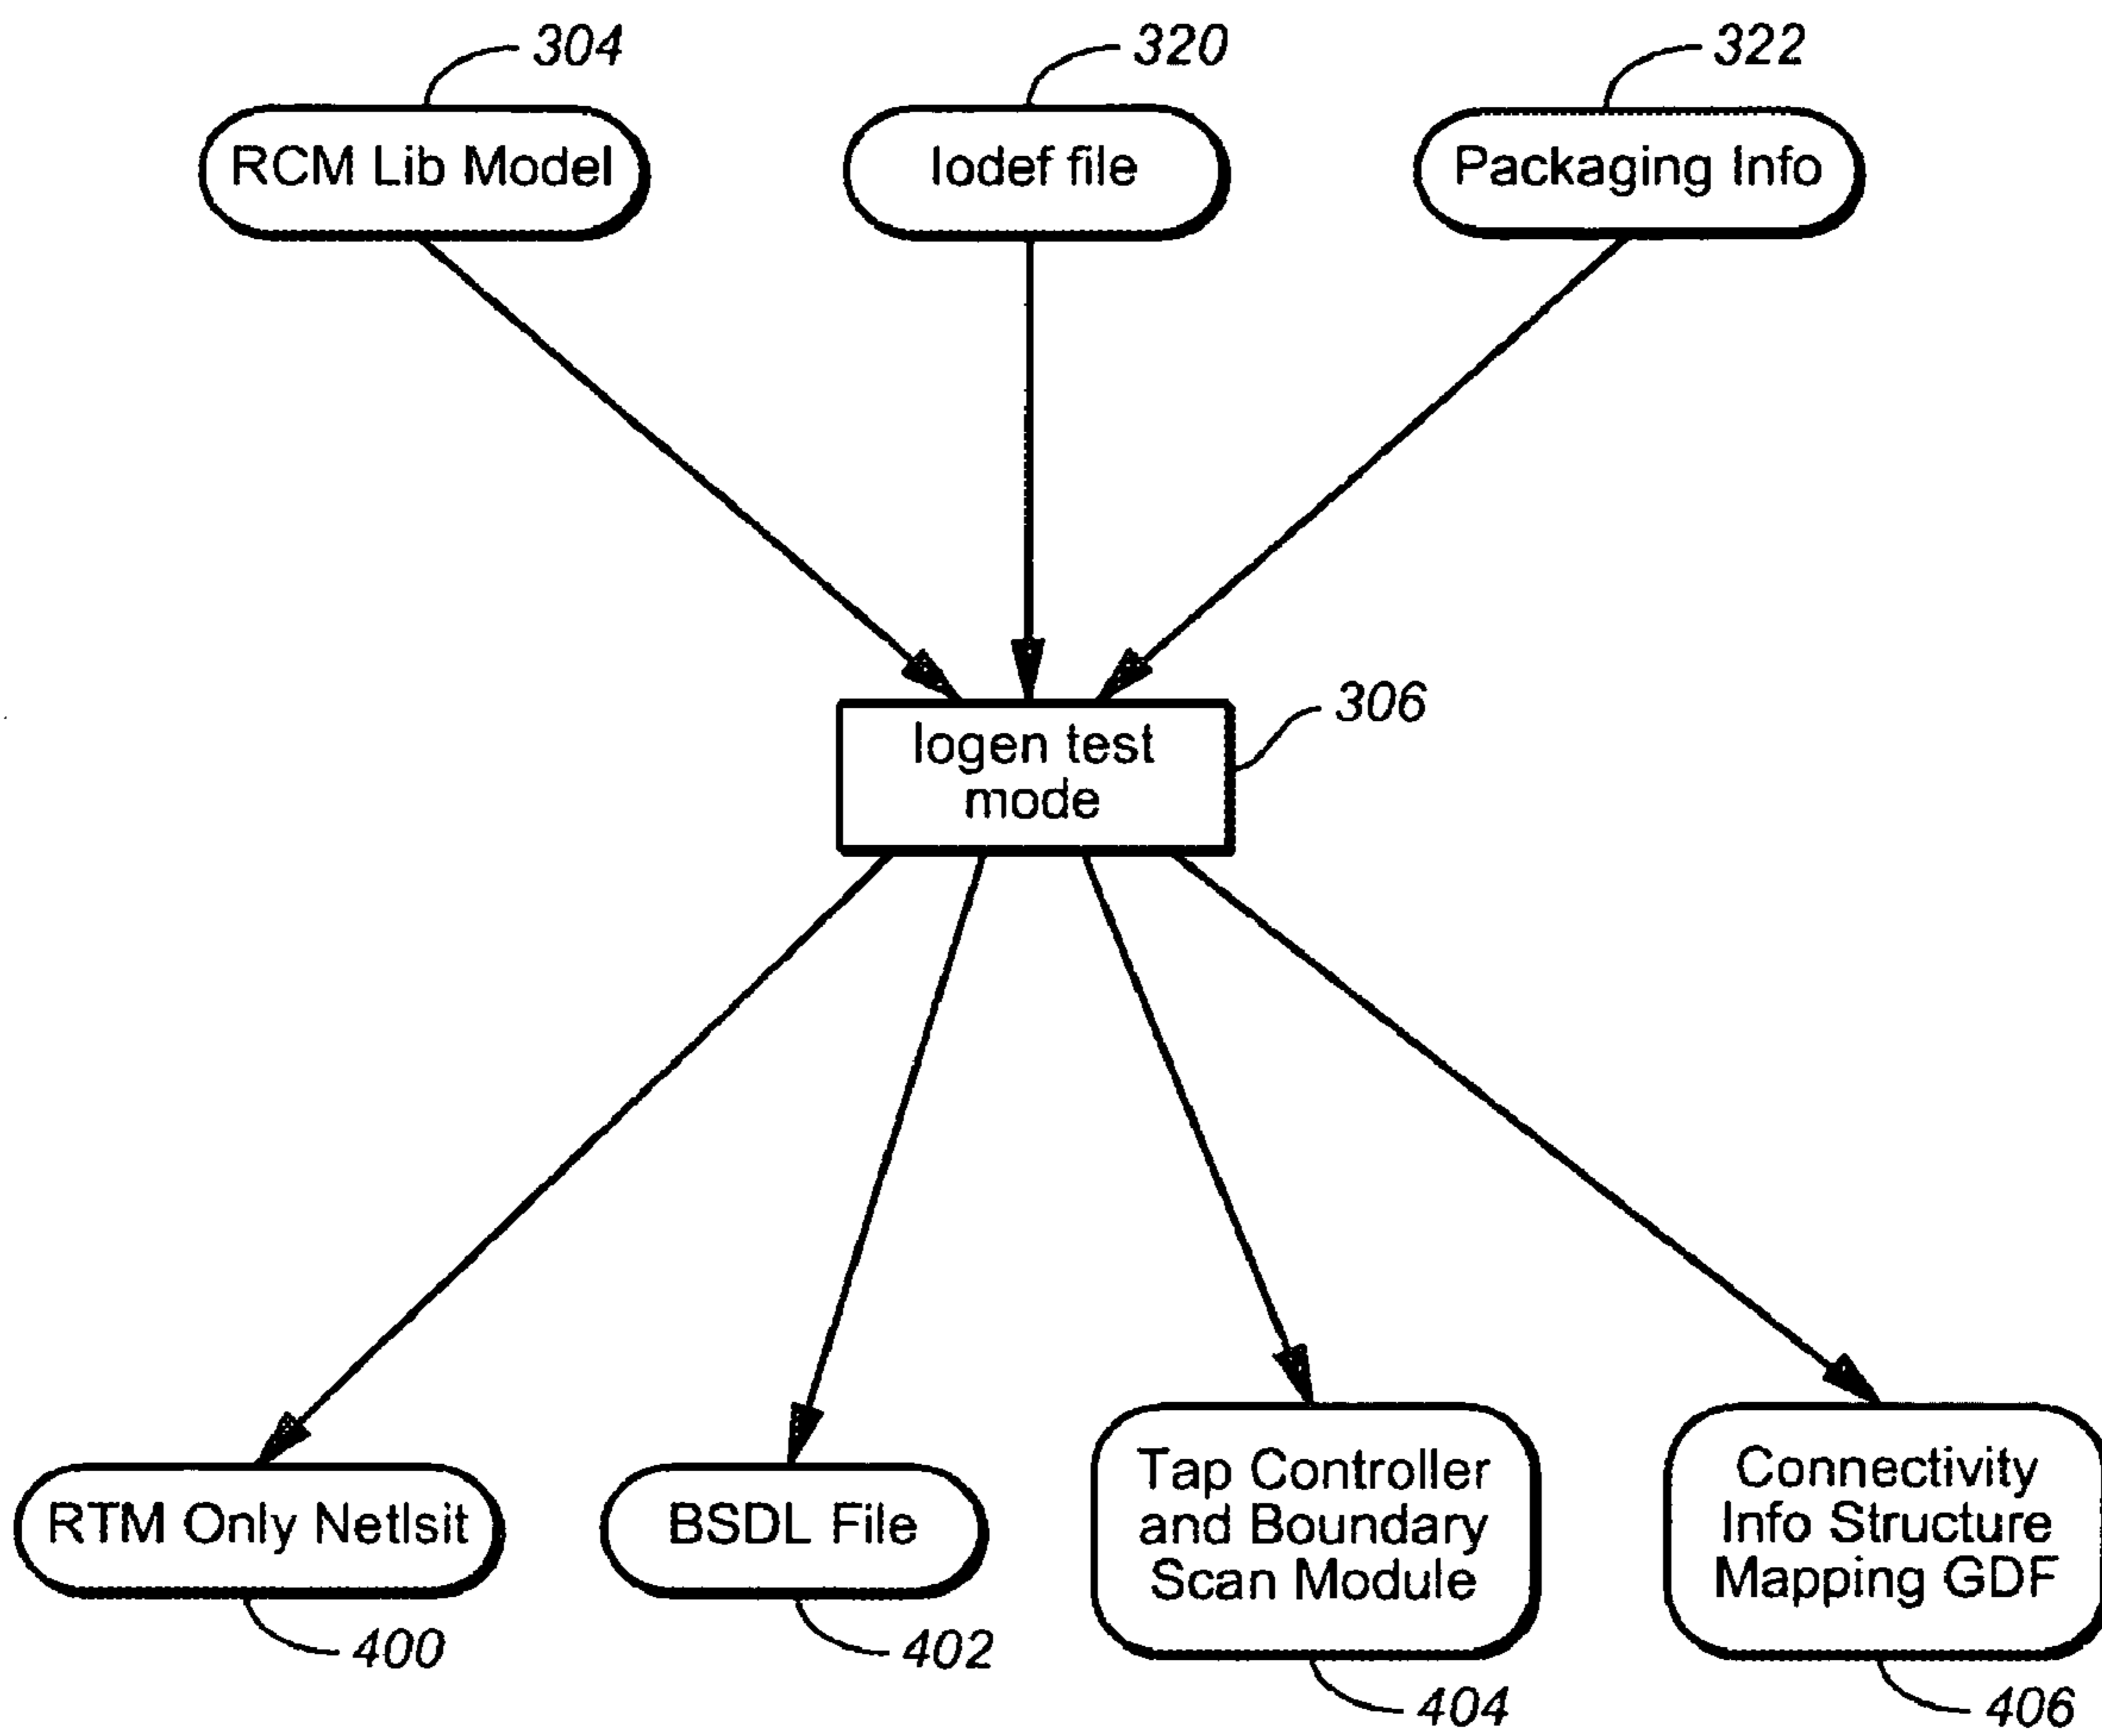 304
320
322
RCM Lib Model
Iodef file
Packaging Info
306
logen test
mode
RTM Only Netlsit
BSDL File
Tap Controller
and Boundary
Scan Module
Connectivity
Info Structure
Mapping GDF
400
402
404
406